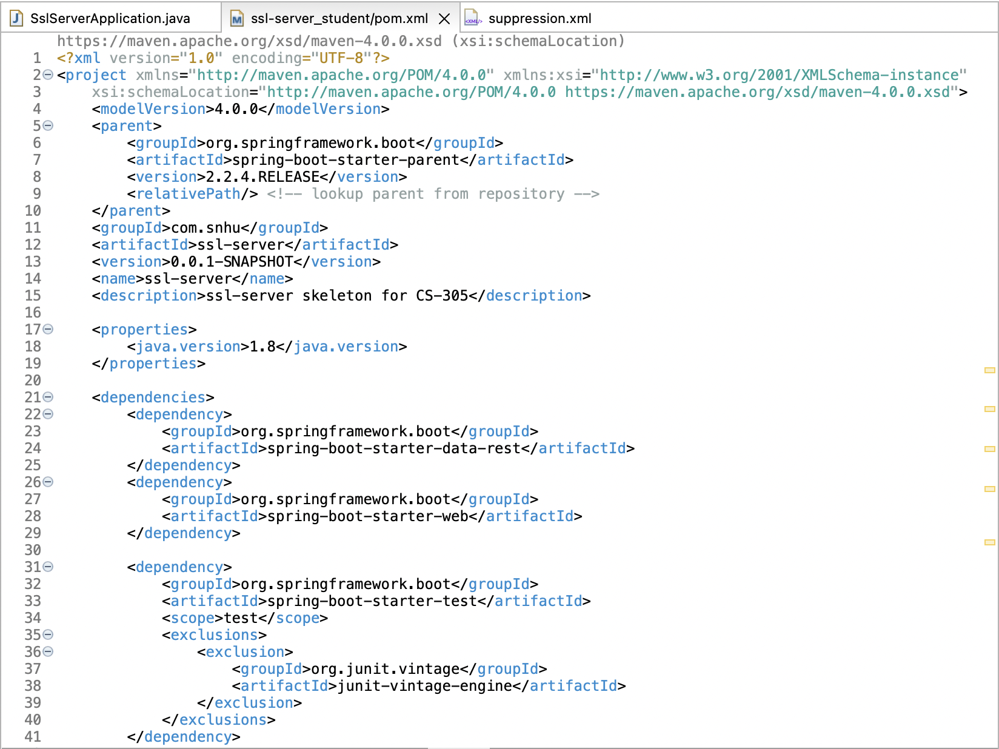 SslServerApplication.java
ssl-server_student/pom.xml
suppression.xml
https://maven.apache.org/xsd/maven-4.0.0.xsd (xsi:schemaLocation)
1 <?xml version="1.0" encoding="UTF-8"?>
2 <project xmlns="http://maven.apache.org/POM/4.0.0" xmlns:xsi="http://www.w3.org/2001/XMLSchema-instance"
3     xsi:schemaLocation="http://maven.apache.org/POM/4.0.0 https://maven.apache.org/xsd/maven-4.0.0.xsd">
4     <modelVersion>4.0.0</modelVersion>
5     <parent>
6         <groupId>org.springframework.boot</groupId>
7         <artifactId>spring-boot-starter-parent</artifactId>
8         <version>2.2.4.RELEASE</version>
9         <relativePath/> <!-- lookup parent from repository -->
10     </parent>
11     <groupId>com.snhu</groupId>
12     <artifactId>ssl-server</artifactId>
13     <version>0.0.1-SNAPSHOT</version>
14     <name>ssl-server</name>
15     <description>ssl-server skeleton for CS-305</description>
16
17     <properties>
18         <java.version>1.8</java.version>
19     </properties>
20
21     <dependencies>
22         <dependency>
23             <groupId>org.springframework.boot</groupId>
24             <artifactId>spring-boot-starter-data-rest</artifactId>
25         </dependency>
26         <dependency>
27             <groupId>org.springframework.boot</groupId>
28             <artifactId>spring-boot-starter-web</artifactId>
29         </dependency>
30
31         <dependency>
32             <groupId>org.springframework.boot</groupId>
33             <artifactId>spring-boot-starter-test</artifactId>
34             <scope>test</scope>
35             <exclusions>
36                 <exclusion>
37                     <groupId>org.junit.vintage</groupId>
38                     <artifactId>junit-vintage-engine</artifactId>
39                 </exclusion>
40             </exclusions>
41         </dependency>